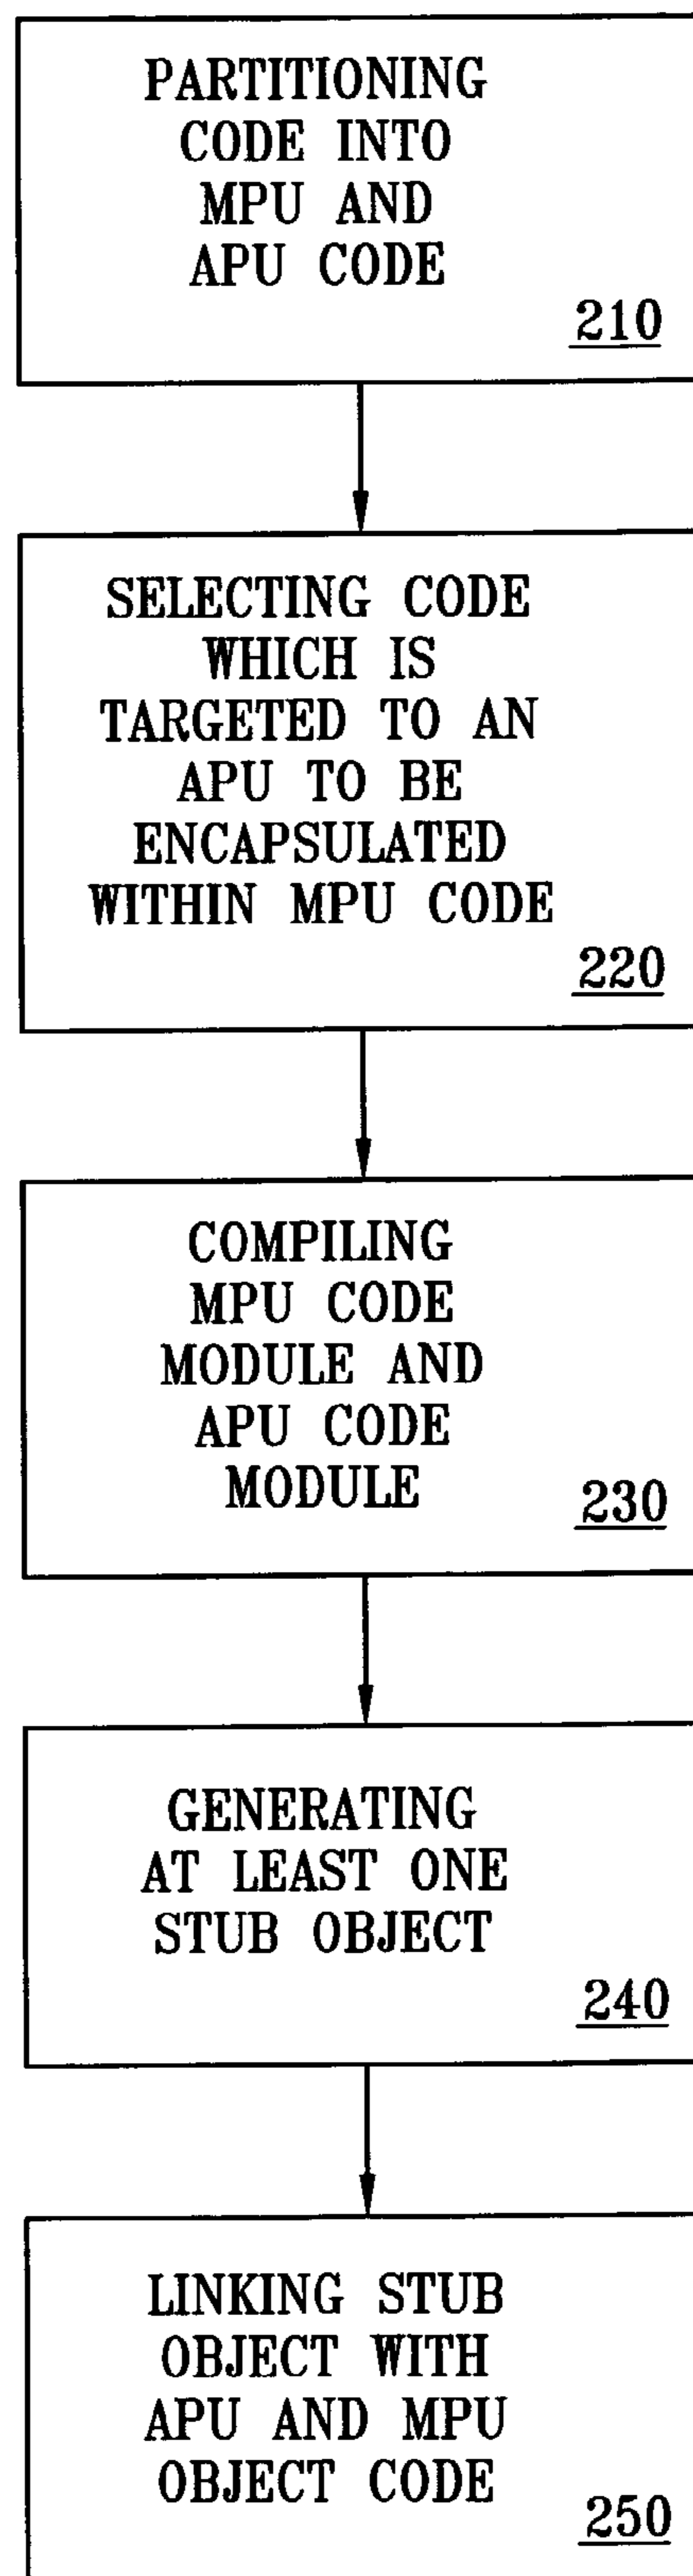 PARTITIONING
CODE INTO
MPU AND
APU CODE
210
SELECTING CODE
WHICH IS
TARGETED TO AN
APU TO BE
ENCAPSULATED
WITHIN MPU CODE
220
COMPILING
MPU CODE
MODULE AND
APU CODE
MODULE
230
GENERATING
AT LEAST ONE
STUB OBJECT
240
LINKING STUB
OBJECT WITH
APU AND MPU
OBJECT CODE
250